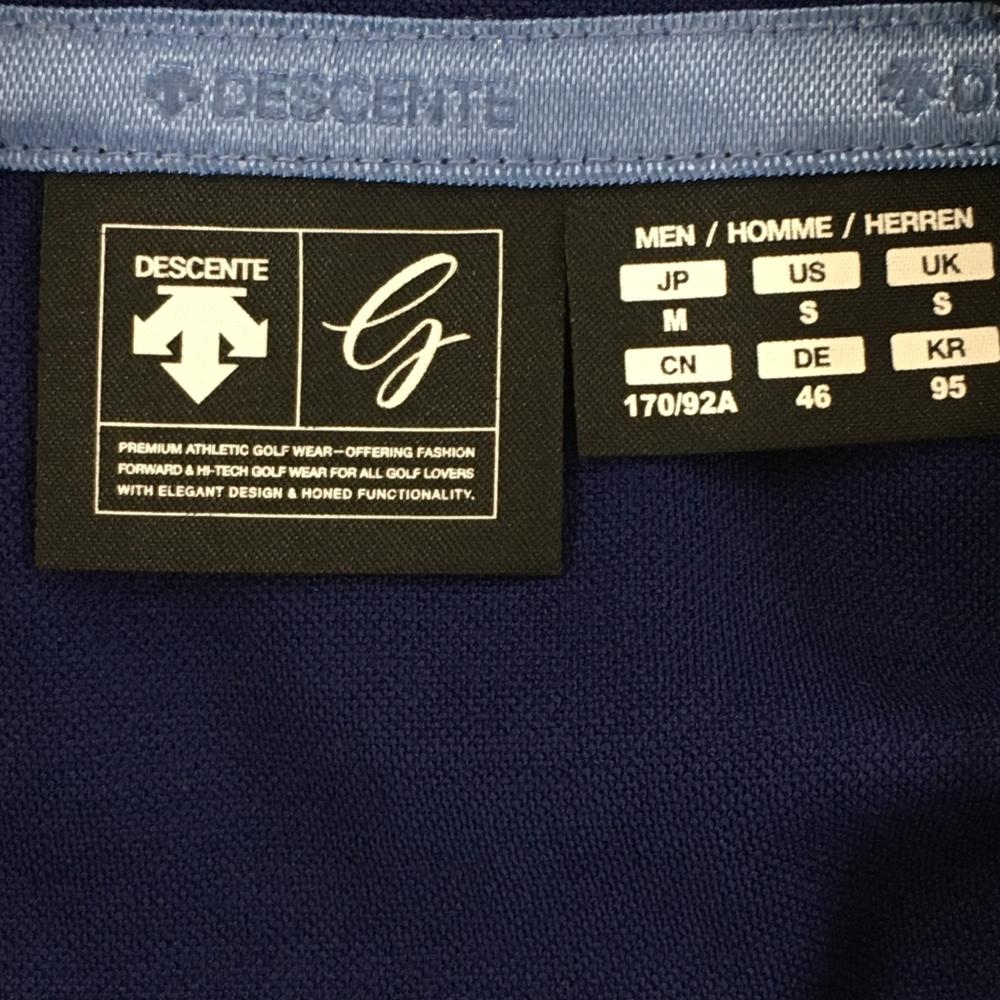 DESCENTE D
DESCENTE
G
PREMIUM ATHLETIC GOLF WEAR–OFFERING FASHION
FORWARD & HI-TECH GOLF WEAR FOR ALL GOLF LOVERS
WITH ELEGANT DESIGN & HONED FUNCTIONALITY.
MEN / HOMME / HERREN
JP US UK
M S S
CN DE KR
170/92A 46 95